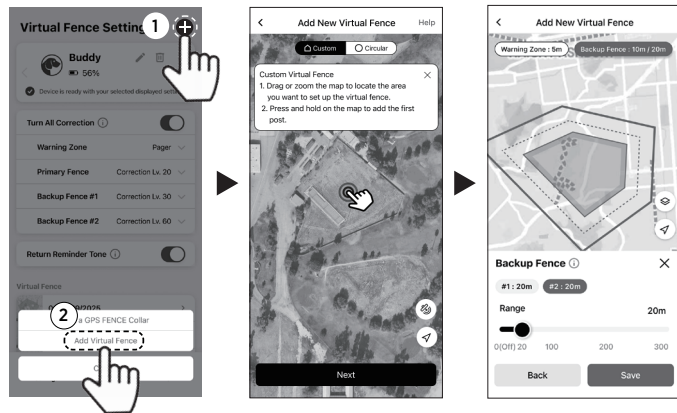 Virtual Fence Setting
1
Buddy
56%
Device is ready with your selected displayed
Turn All Correction
Warning Zone Pager
Primary Fence Correction Lv. 20
Backup Fence #1 Correction Lv. 30
Backup Fence #2 Correction Lv. 60
Return Reminder Tone
Virtual Fence
2
a GPS FENCE Collar
Add Virtual Fence
Add New Virtual Fence Help
Custom Circular
Custom Virtual Fence
1. Drag or zoom the map to locate the area
you want to set up the virtual fence.
2. Press and hold on the map to add the first
post.
Next
Add New Virtual Fence
Warning Zone : 5m Backup Fence : 10m / 20m
Backup Fence
#1 : 20m #2 : 20m
Range 20m
0(Off) 20 100 200 300
Back Save